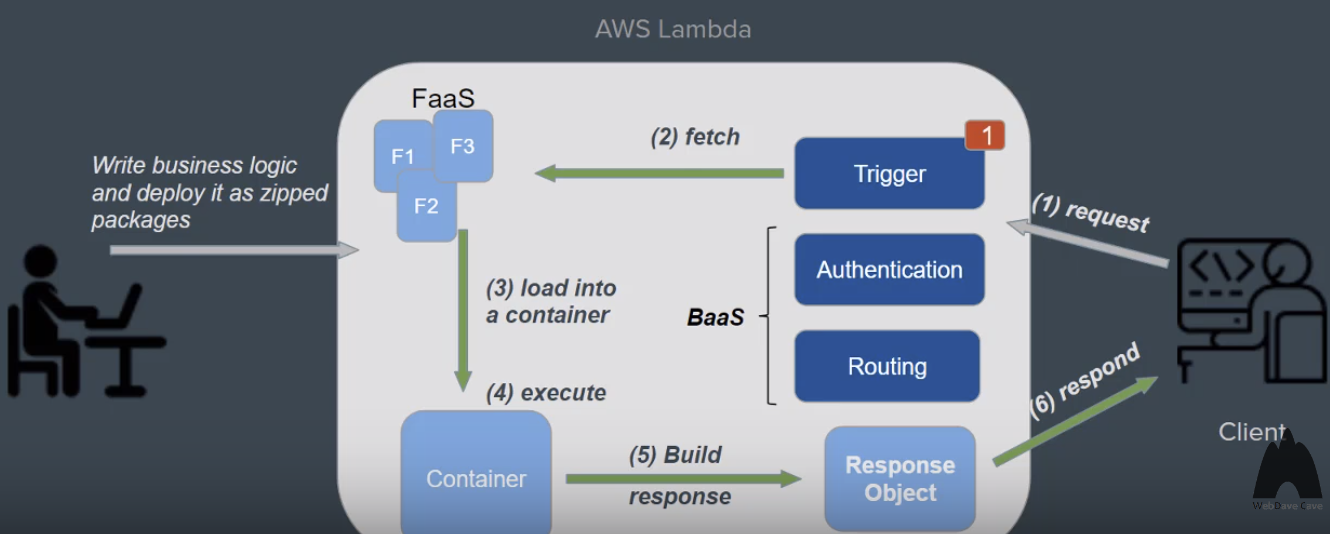 AWS Lambda
FaaS
F1
F3
F2
Write business logic
and deploy it as zipped
packages
(2) fetch
Trigger
1
(1) request
Authentication
BaaS
Routing
(3) load into
a container
(4) execute
Container
(5) Build
response
Response
Object
(6) respond
Client
WebDave Cave